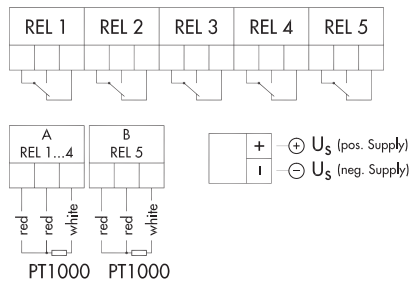 REL 1 REL 2 REL 3 REL 4 REL 5
A B
REL 1...4 REL 5
+ + Us (pos. Supply)
- - Us (neg. Supply)
red red white red red white
PT1000 PT1000